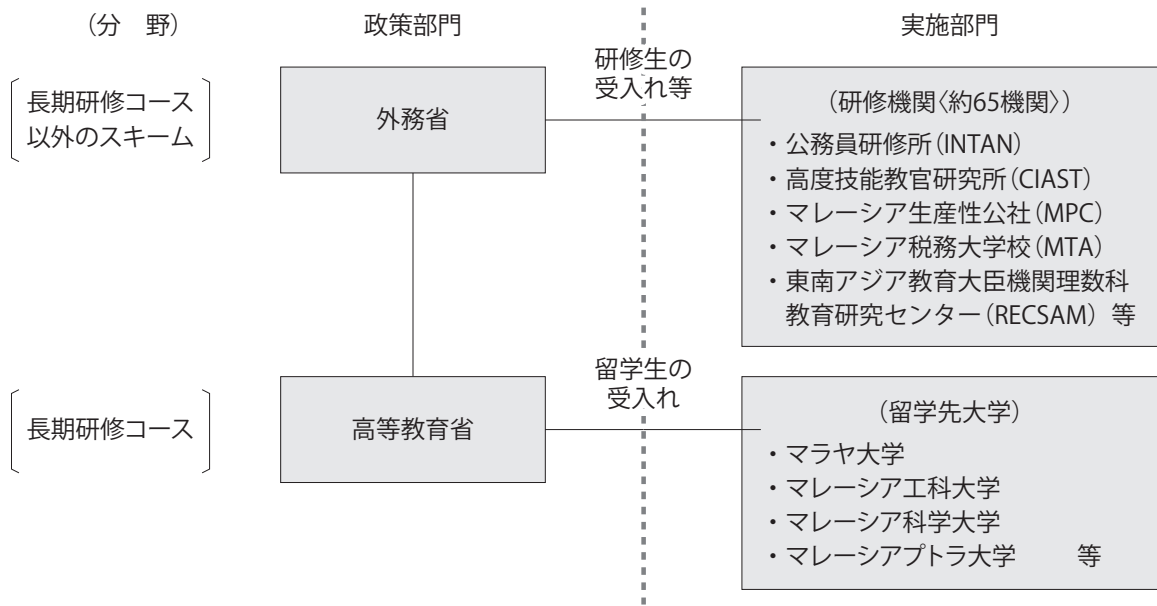 （分　野）
政策部門
実施部門
長期研修コース
以外のスキーム
外務省
研修生の
受入れ等
（研修機関〈約65機関〉）
・公務員研修所（INTAN）
・高度技能教官研究所（CIAST）
・マレーシア生産性公社（MPC）
・マレーシア税務大学校（MTA）
・東南アジア教育大臣機関理数科
教育研究センター（RECSAM）等
長期研修コース
高等教育省
留学生の
受入れ
（留学先大学）
・マラヤ大学
・マレーシア工科大学
・マレーシア科学大学
・マレーシアプトラ大学　　等